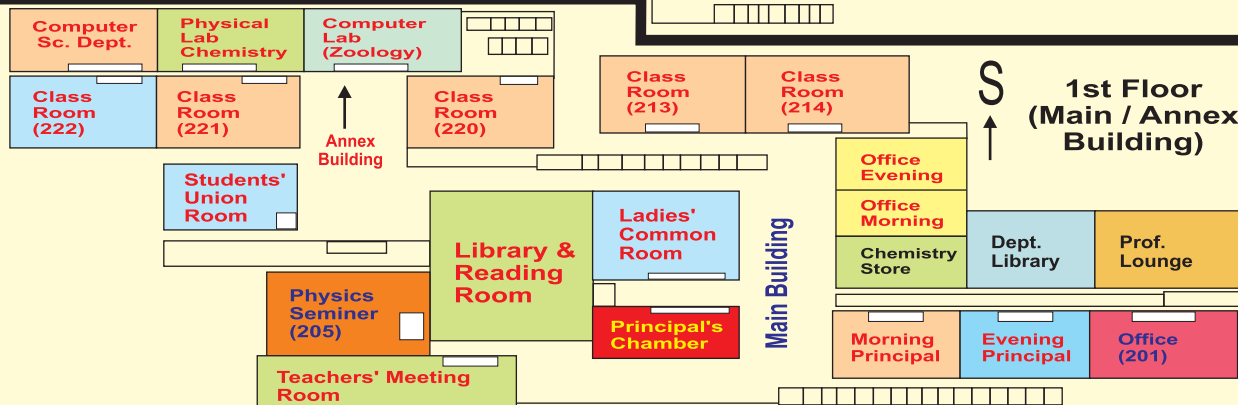 Computer
Sc. Dept.
Physical
Lab
Chemistry
Computer
Lab
(Zoology)
Class
Room
(222)
Class
Room
(221)
Annex
Building
Class
Room
(220)
Class
Room
(213)
Class
Room
(214)
S
1st Floor
(Main / Annex
Building)
Students'
Union
Room
Library &
Reading
Room
Ladies'
Common
Room
Main Building
Office
Evening
Office
Morning
Chemistry
Store
Dept.
Library
Prof.
Lounge
Physics
Seminer
(205)
Principal's
Chamber
Morning
Principal
Evening
Principal
Office
(201)
Teachers' Meeting
Room